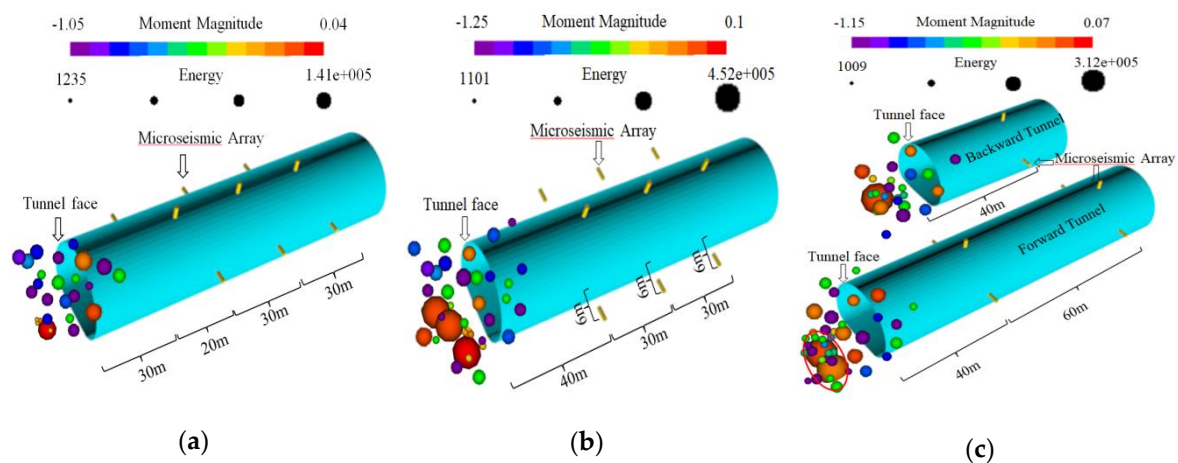 -1.05 Moment Magnitude 0.04
1235 Energy 1.41e+005
Microseismic Array
Tunnel face
30m
20m
30m
30m
(a)
-1.25 Moment Magnitude 0.1
1101 Energy 4.52e+005
Microseismic Array
Tunnel face
6m
6m
6m
40m
30m
30m
(b)
-1.15 Moment Magnitude 0.07
1009 Energy 3.12e+005
Tunnel face
Backward Tunnel
Microseismic Array
40m
Forward Tunnel
Tunnel face
60m
40m
(c)